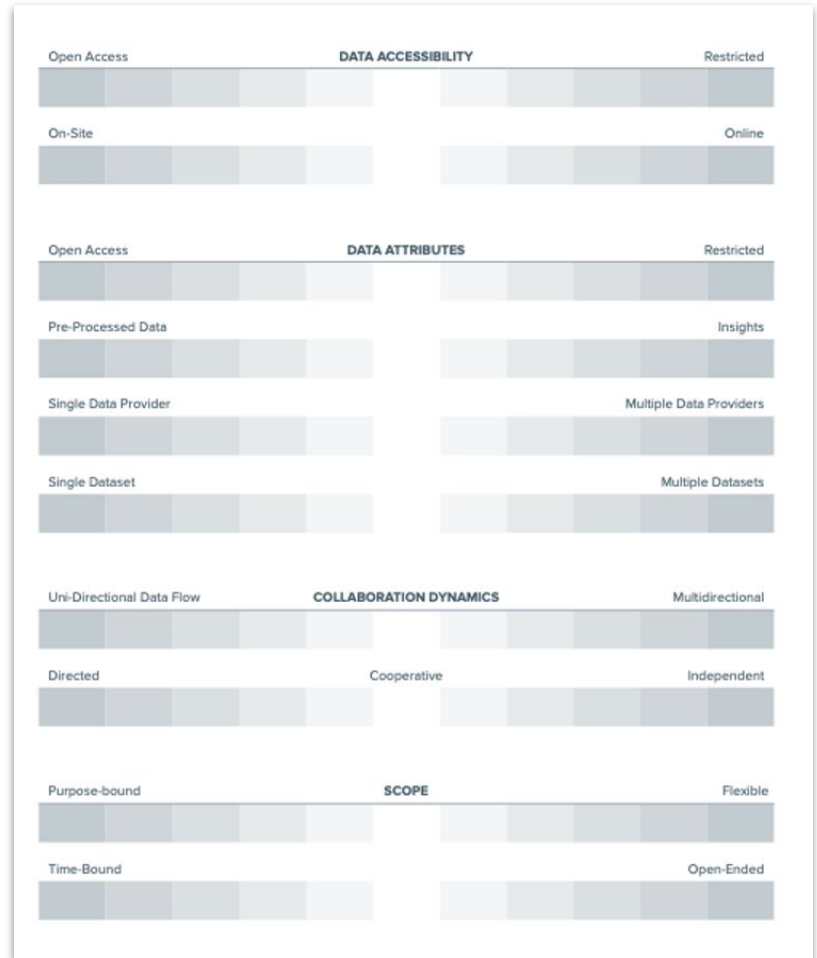 Open Access DATA ACCESSIBILITY Restricted
On-Site Online
Open Access DATA ATTRIBUTES Restricted
Pre-Processed Data Insights
Single Data Provider Multiple Data Providers
Single Dataset Multiple Datasets
Uni-Directional Data Flow COLLABORATION DYNAMICS Multidirectional
Directed Cooperative Independent
Purpose-bound SCOPE Flexible
Time-Bound Open-Ended